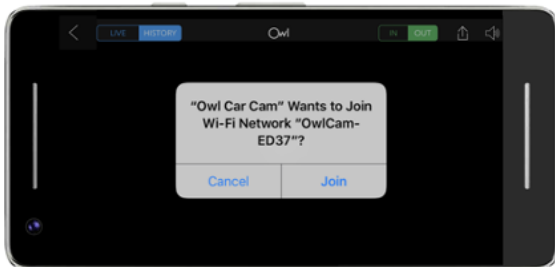 LIVE HISTORY Owl IN OUT
"Owl Car Cam" Wants to Join
Wi-Fi Network "OwlCam-
ED37"?
Cancel Join